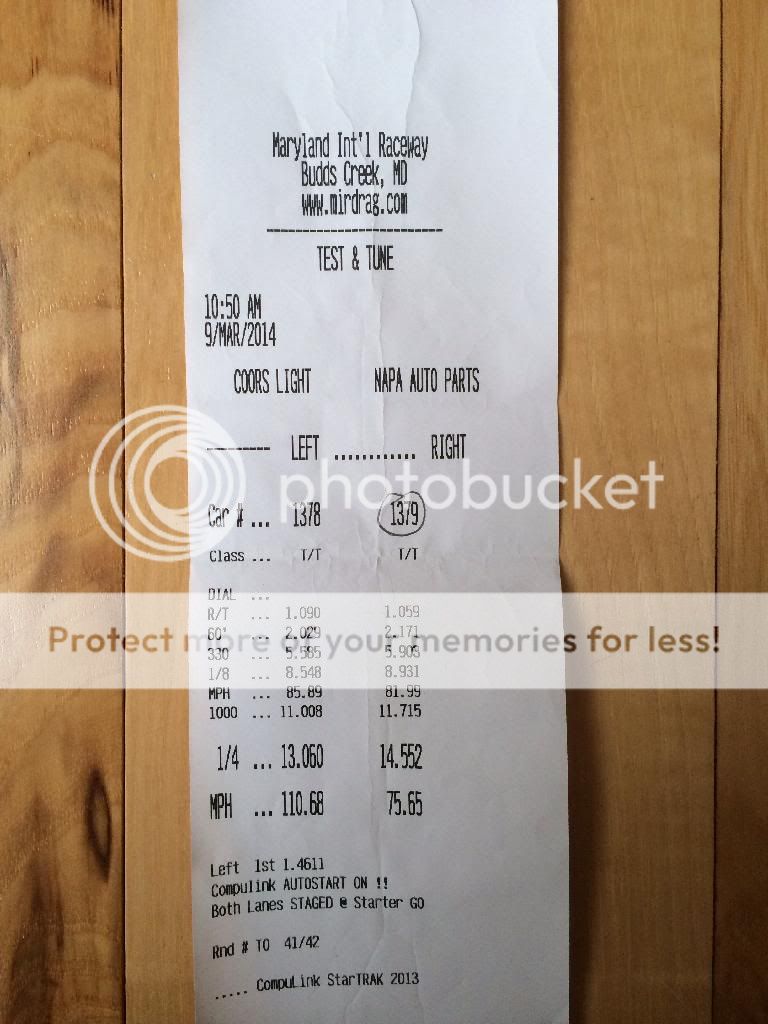 Maryland Int'l Raceway
Budds Creek, MD
www.mirdrag.com
------------------------
TEST & TUNE
10:50 AM
9/MAR/2014
COORS LIGHT NAPA AUTO PARTS
--------- LEFT ............ RIGHT
photobucket
Car # ... 1378 1379
Class ... T/T T/T
DIAL ...
R/T ... 1.090 1.059
Protect more of your memories for less!
60' ... 2.029 2.171
330 ... 5.585 5.903
1/8 ... 8.548 8.931
MPH ... 85.89 81.99
1000 ... 11.008 11.715
1/4 ... 13.060 14.552
MPH ... 110.68 75.65
Left 1st 1.4611
Compulink AUTOSTART ON !!
Both Lanes STAGED @ Starter GO
Rnd # TO 41/42
..... CompuLink StarTRAK 2013